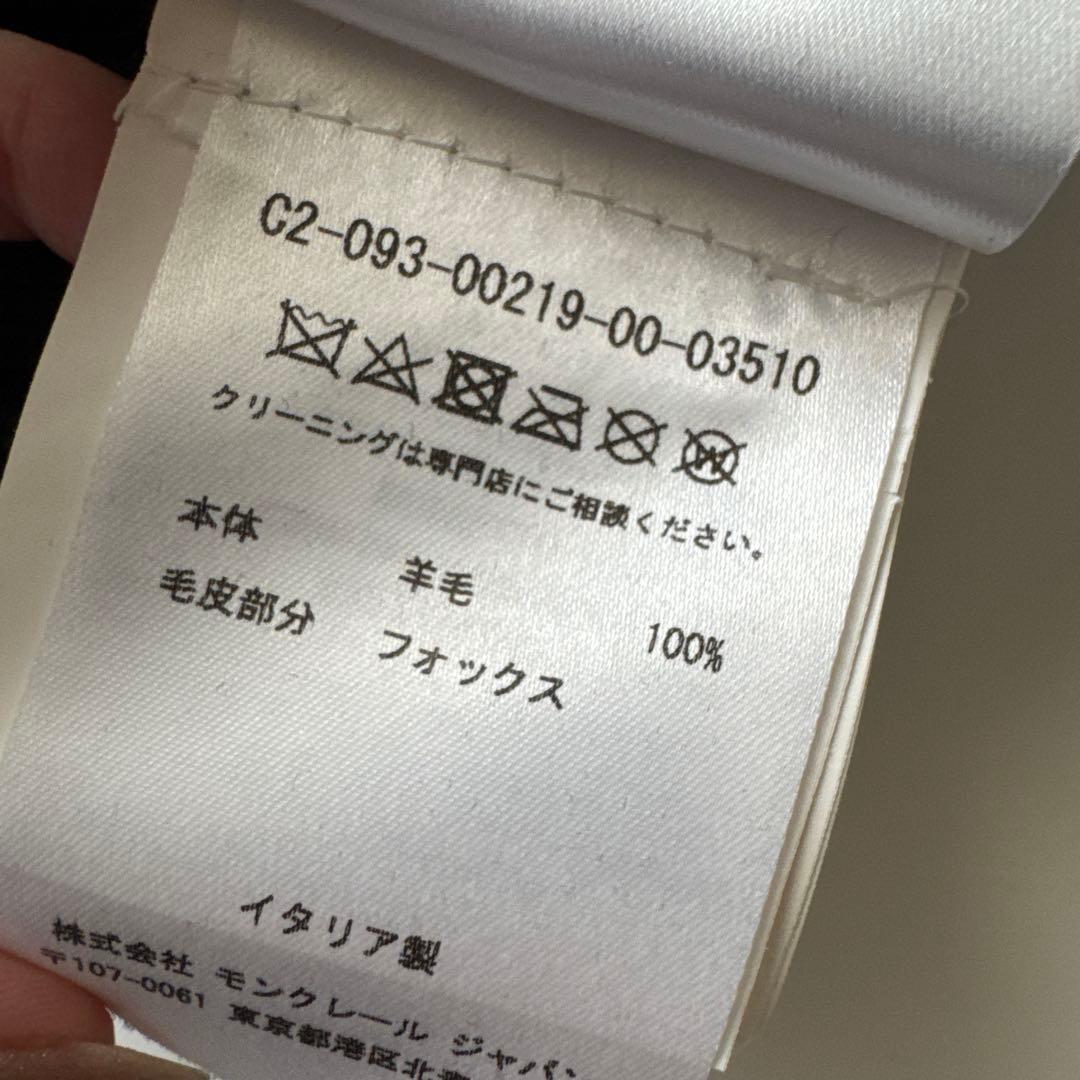 C2-093-00219-00-03510
クリーニングは専門店にご相談ください。
本体 羊毛 100%
毛皮部分 フォックス
イタリア製
株式会社 モンクレール ジャパン
〒107-0061 東京都港区北